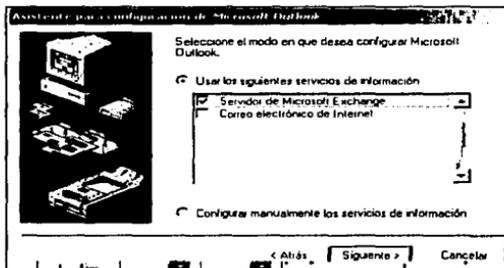 Asistente para configuración de Microsoft Outlook
Seleccione el modo en que desea configurar Microsoft
Outlook.
Usar los siguientes servicios de información
Servidor de Microsoft Exchange
Correo electrónico de Internet
Configurar manualmente los servicios de información
< Atrás Siguiente > Cancelar